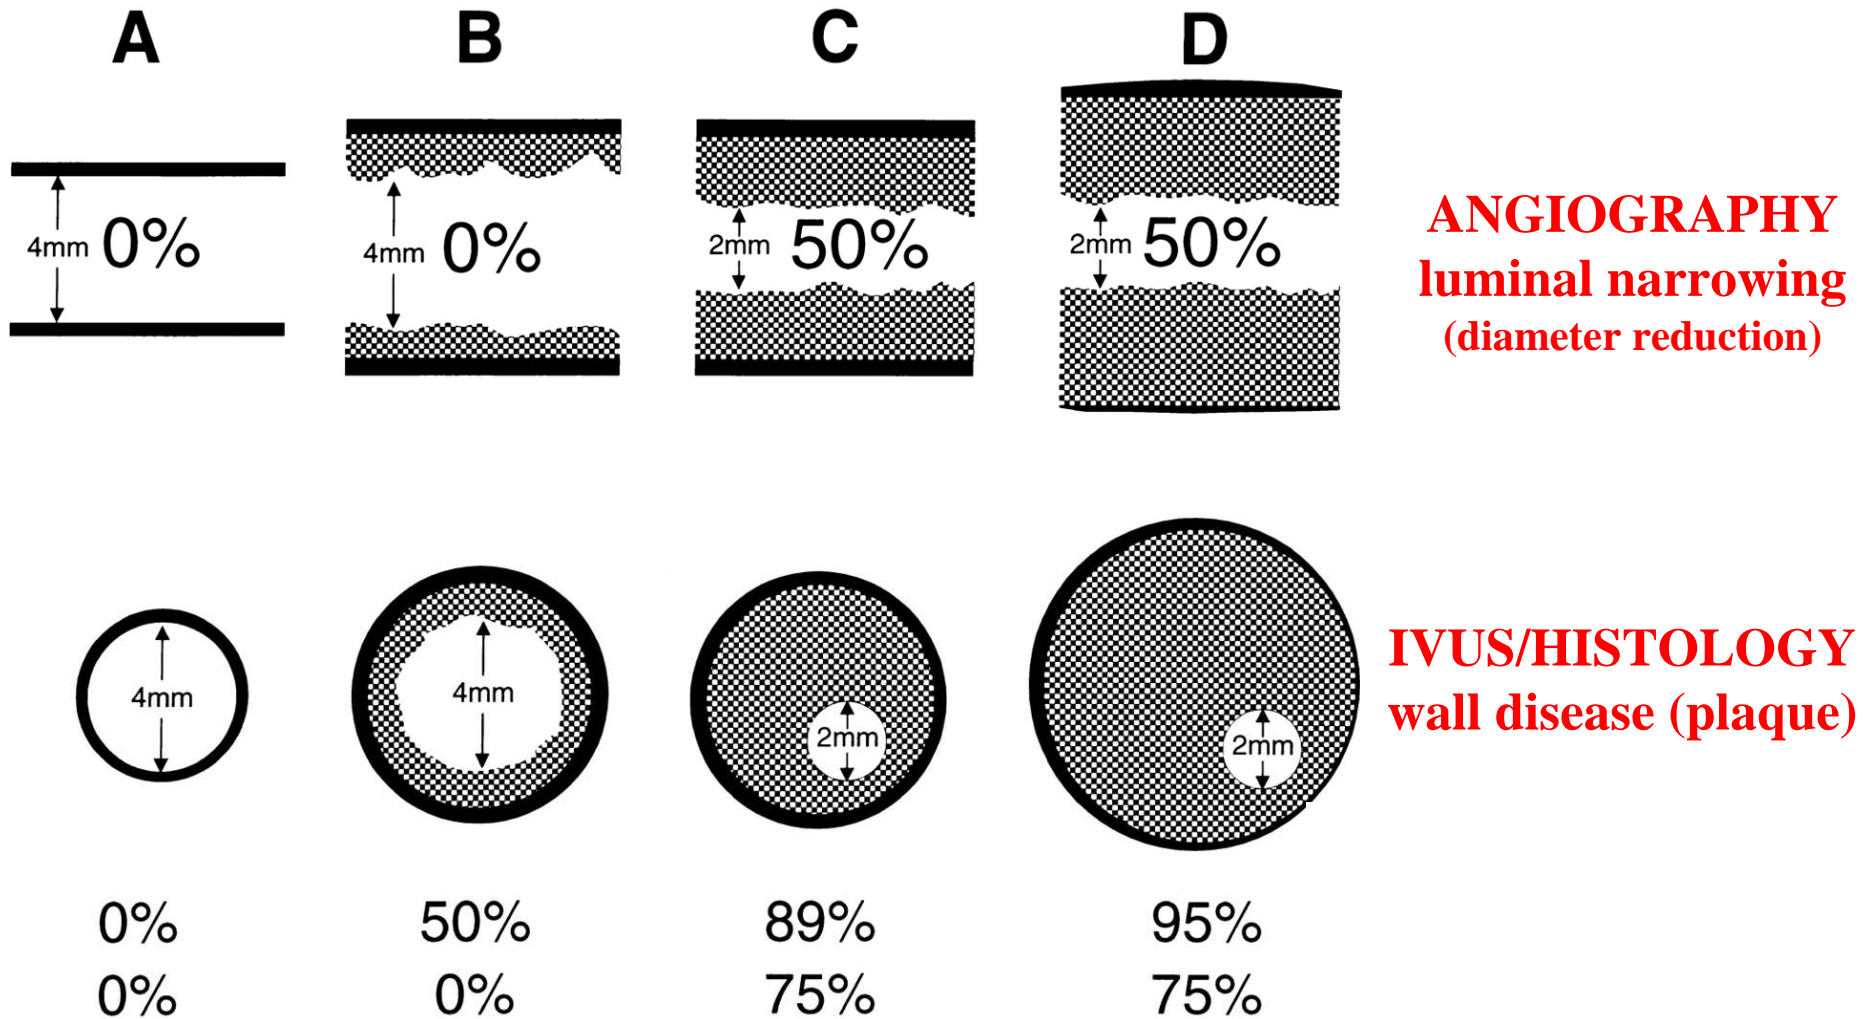 A B C D
4mm 0% 4mm 0% 2mm 50% 2mm 50%
ANGIOGRAPHY
luminal narrowing
(diameter reduction)
4mm 4mm 2mm 2mm
IVUS/HISTOLOGY
wall disease (plaque)
0% 50% 89% 95%
0% 0% 75% 75%